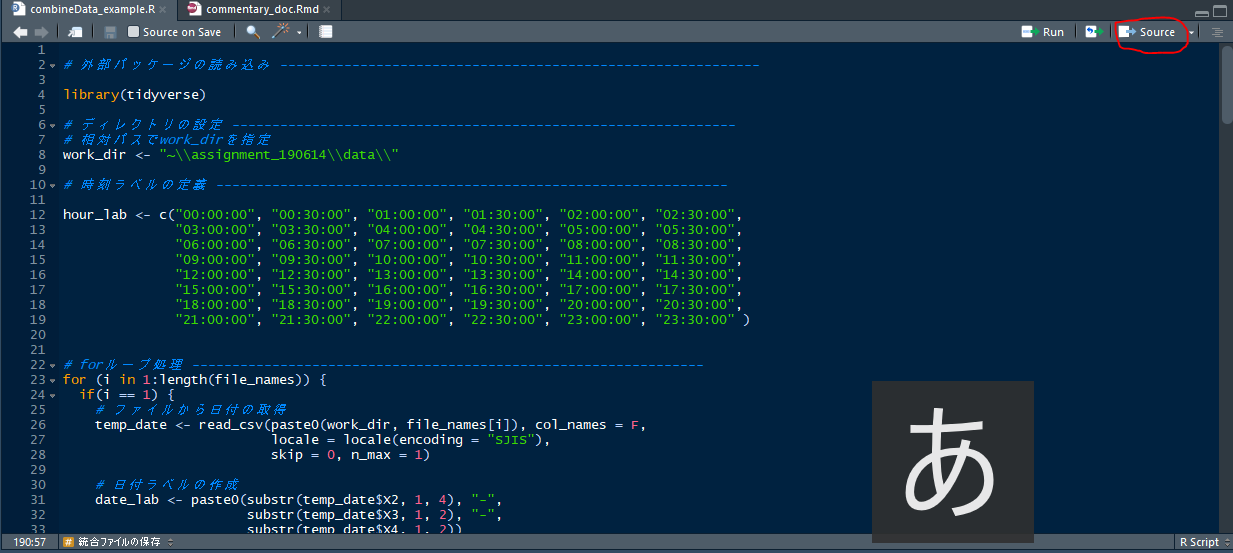 combineData_example.R
commentary_doc.Rmd
Source on Save
Run
Source
1
2 # 外部パッケージの読み込み ------------------------------------------------------------
3
4 library(tidyverse)
5
6 # ディレクトリの設定 ---------------------------------------------------------------
7 # 相対パスでwork_dirを指定
8 work_dir <- "~\\assignment_190614\\data\\"
9
10 # 時刻ラベルの定義 ----------------------------------------------------------------
11
12 hour_lab <- c("00:00:00", "00:30:00", "01:00:00", "01:30:00", "02:00:00", "02:30:00",
13 "03:00:00", "03:30:00", "04:00:00", "04:30:00", "05:00:00", "05:30:00",
14 "06:00:00", "06:30:00", "07:00:00", "07:30:00", "08:00:00", "08:30:00",
15 "09:00:00", "09:30:00", "10:00:00", "10:30:00", "11:00:00", "11:30:00",
16 "12:00:00", "12:30:00", "13:00:00", "13:30:00", "14:00:00", "14:30:00",
17 "15:00:00", "15:30:00", "16:00:00", "16:30:00", "17:00:00", "17:30:00",
18 "18:00:00", "18:30:00", "19:00:00", "19:30:00", "20:00:00", "20:30:00",
19 "21:00:00", "21:30:00", "22:00:00", "22:30:00", "23:00:00", "23:30:00" )
20
21
22 # forループ処理 ----------------------------------------------------------------
23 for (i in 1:length(file_names)) {
24 if(i == 1) {
25 # ファイルから日付の取得
26 temp_date <- read_csv(paste0(work_dir, file_names[i]), col_names = F,
27 locale = locale(encoding = "SJIS"),
28 skip = 0, n_max = 1)
29
30 # 日付ラベルの作成
31 date_lab <- paste0(substr(temp_date$X2, 1, 4), "-",
32 substr(temp_date$X3, 1, 2), "-",
33 substr(temp_date$X4, 1, 2))
あ
190:57
# 統合ファイルの保存
R Script